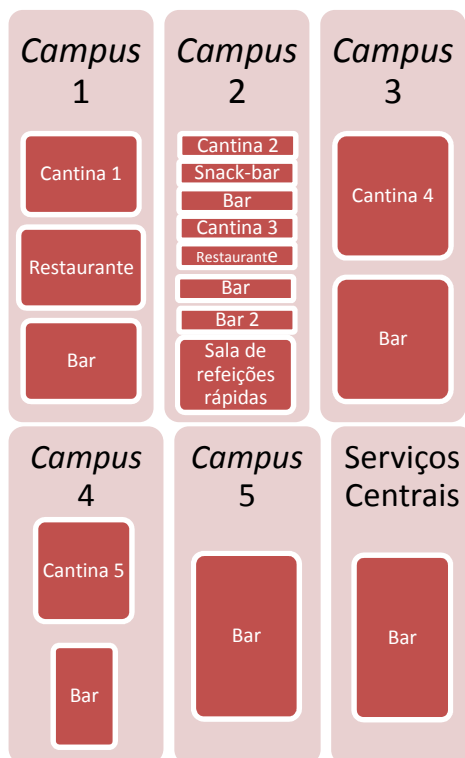 Campus
1
Cantina 1
Restaurante
Bar
Campus
2
Cantina 2
Snack-bar
Bar
Cantina 3
Restaurante
Bar
Bar 2
Sala de
refeições
rápidas
Campus
3
Cantina 4
Bar
Campus
4
Cantina 5
Bar
Campus
5
Bar
Serviços
Centrais
Bar